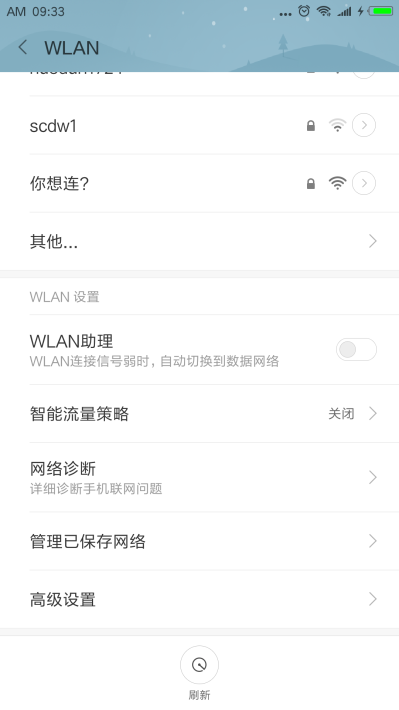 AM 09:33
WLAN
scdw1
你想连?
其他...
WLAN 设置
WLAN助理
WLAN连接信号弱时，自动切换到数据网络
智能流量策略 关闭
网络诊断
详细诊断手机联网问题
管理已保存网络
高级设置
刷新